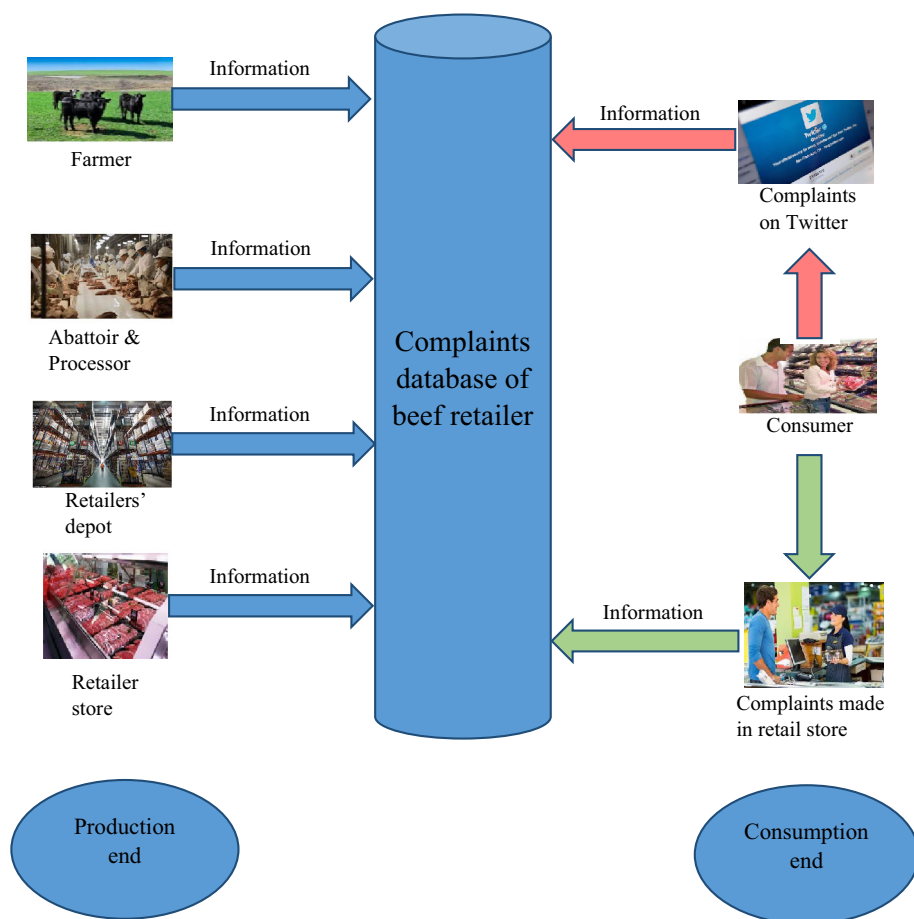 Information
Farmer
Information
Abattoir &
Processor
Information
Retailers’
depot
Information
Retailer
store
Complaints
database of
beef retailer
Information
Twitter
Complaints
on Twitter
Consumer
Information
Complaints made
in retail store
Production
end
Consumption
end